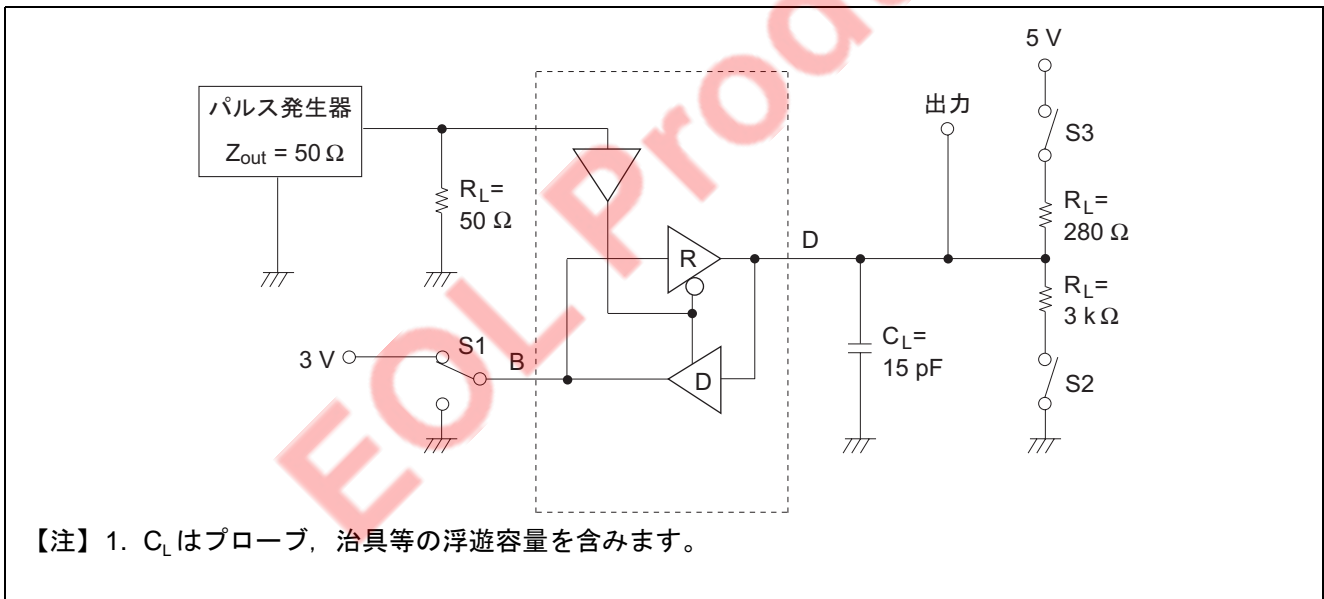 パルス発生器
Zout = 50 Ω
RL=
50 Ω
3 V
S1
B
R
D
D
出力
CL=
15 pF
5 V
S3
RL=
280 Ω
RL=
3 kΩ
S2
【注】1. CLはプローブ，治具等の浮遊容量を含みます。
EOL Prod